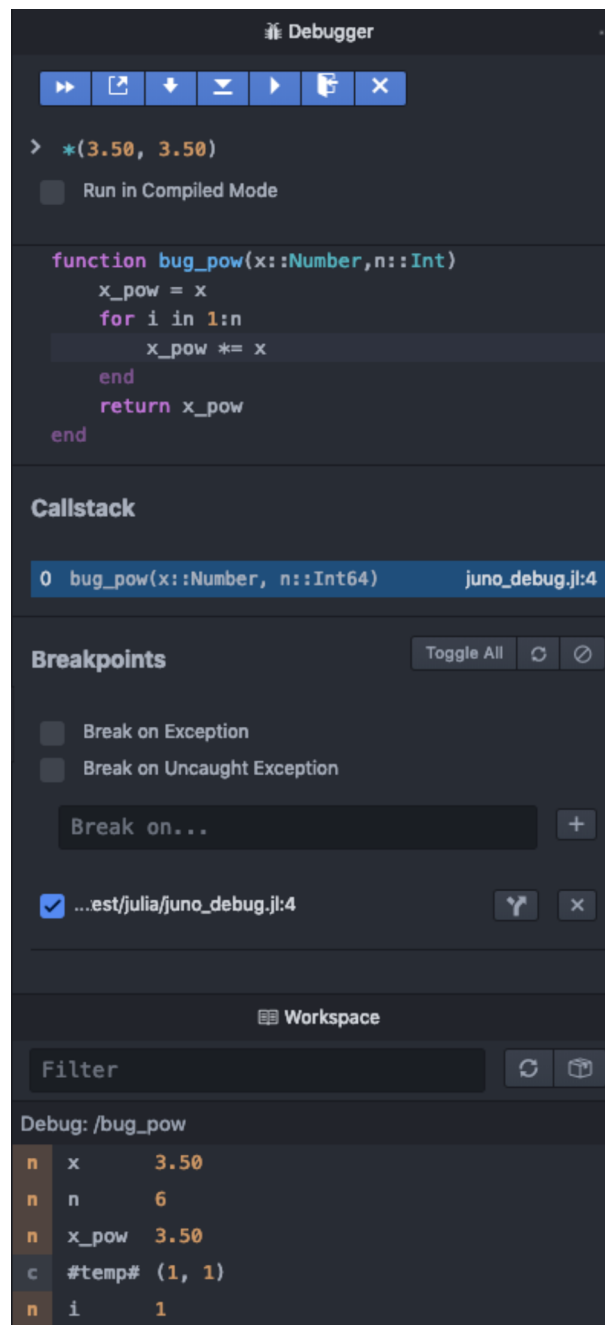 Debugger
> *(3.50, 3.50)
Run in Compiled Mode
function bug_pow(x::Number,n::Int)
    x_pow = x
    for i in 1:n
        x_pow *= x
    end
    return x_pow
end
Callstack
0 bug_pow(x::Number, n::Int64) juno_debug.jl:4
Breakpoints Toggle All
Break on Exception
Break on Uncaught Exception
Break on... +
...est/julia/juno_debug.jl:4
Workspace
Filter
Debug: /bug_pow
n x 3.50
n n 6
n x_pow 3.50
c #temp# (1, 1)
n i 1